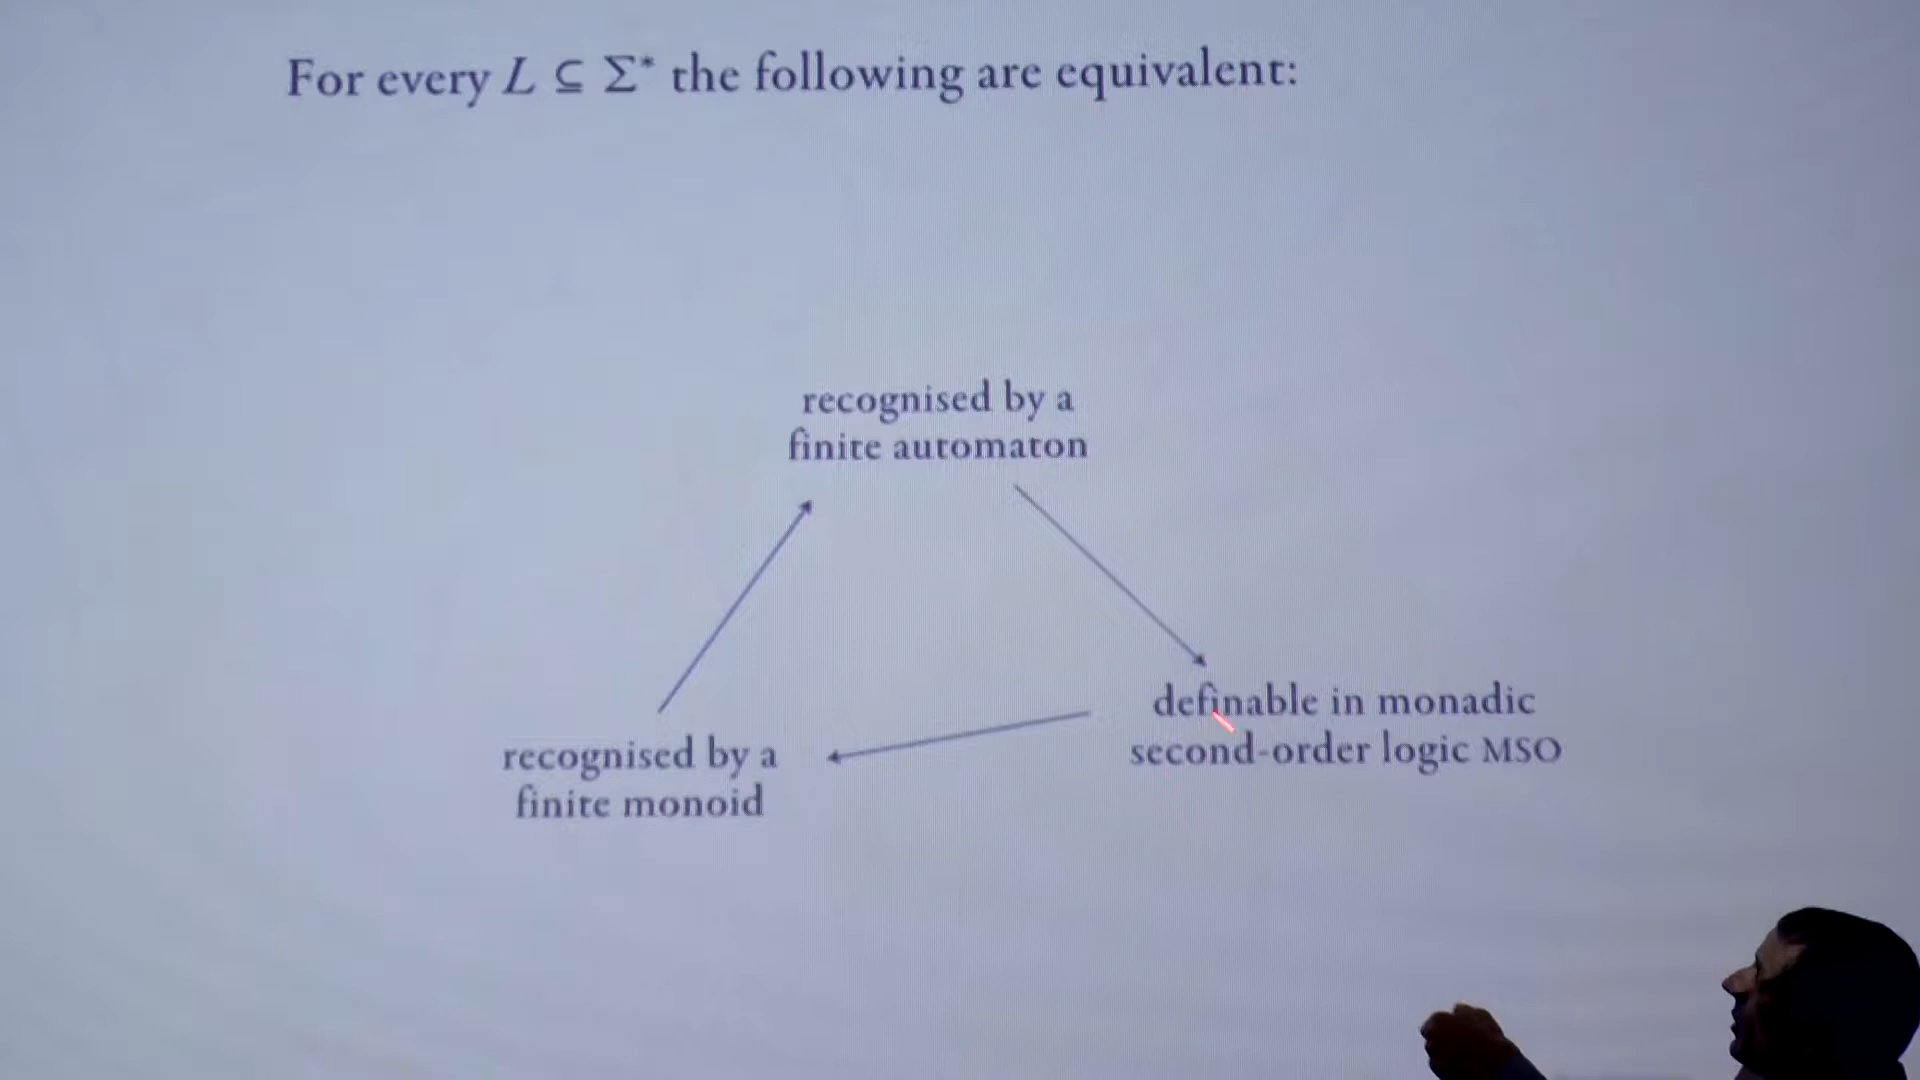 For every L ⊆ Σ* the following are equivalent:
recognised by a
finite automaton
definable in monadic
second-order logic MSO
recognised by a
finite monoid